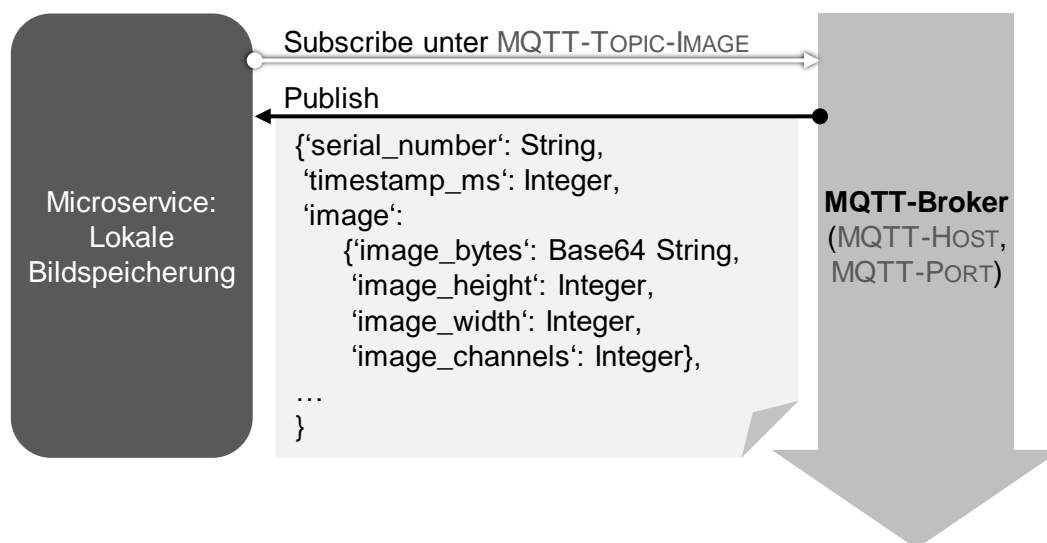 Subscribe unter MQTT-TOPIC-IMAGE
Publish
{‘serial_number‘: String,
‘timestamp_ms‘: Integer,
‘image‘:
{‘image_bytes‘: Base64 String,
‘image_height‘: Integer,
‘image_width‘: Integer,
‘image_channels‘: Integer},
…
}
Microservice:
Lokale
Bildspeicherung
MQTT-Broker
(MQTT-HOST,
MQTT-PORT)